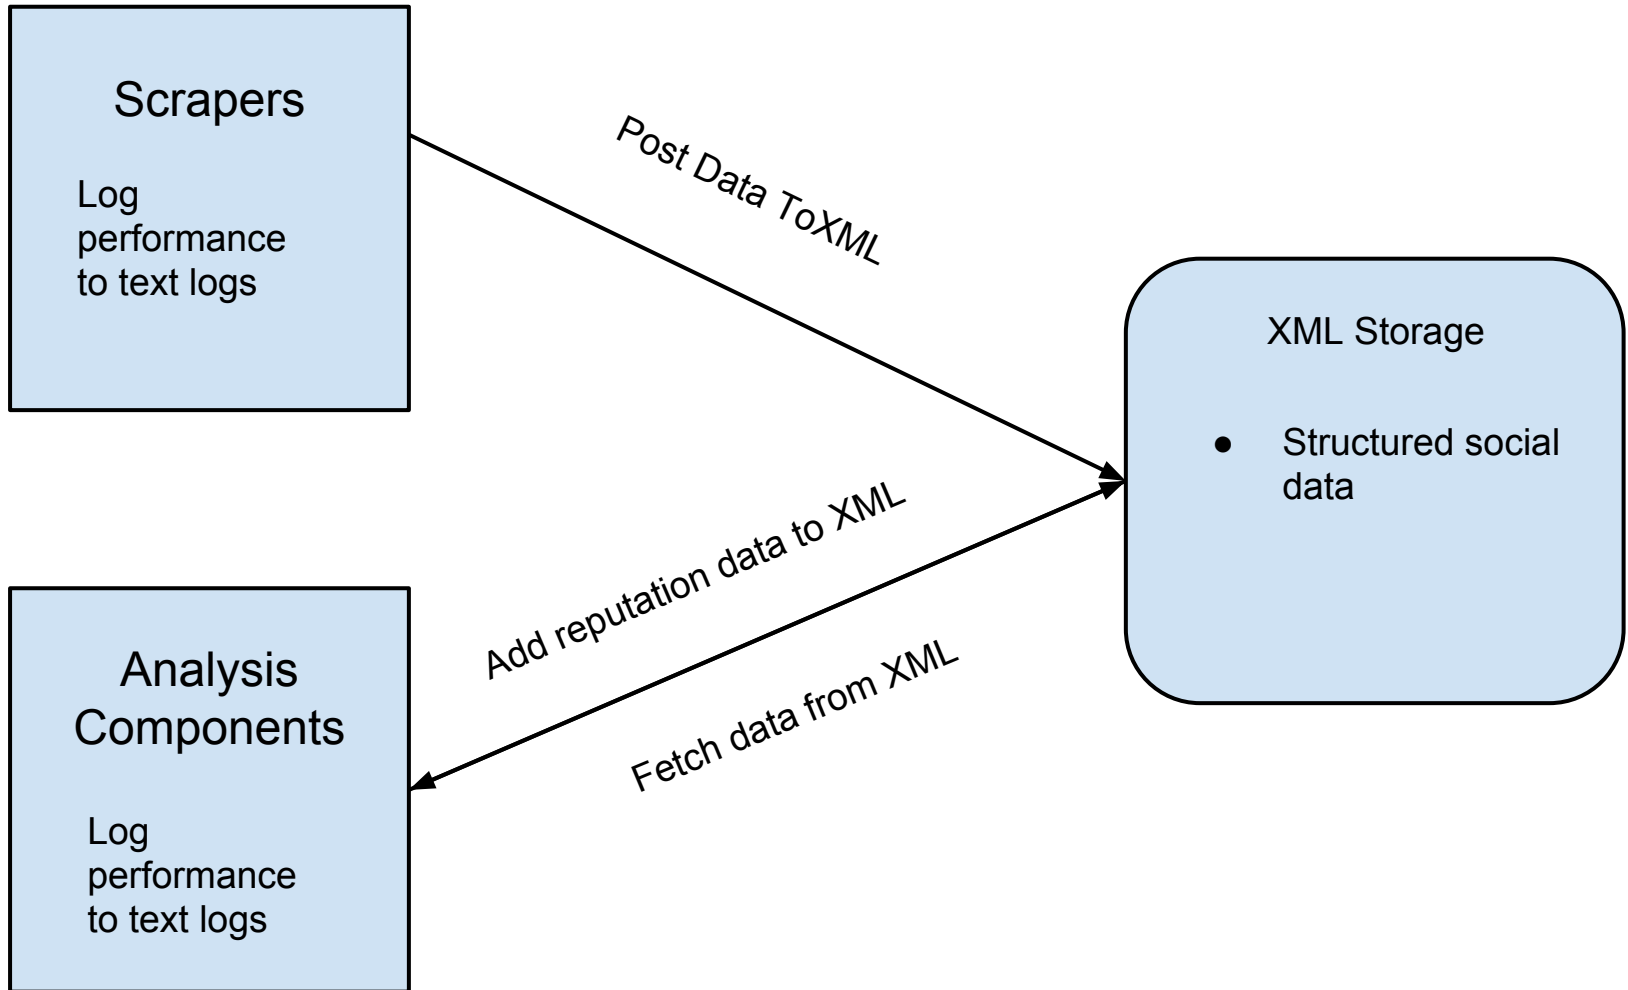 Scrapers
Log
performance
to text logs
Post Data ToXML
XML Storage
● Structured social
data
Add reputation data to XML
Fetch data from XML
Analysis
Components
Log
performance
to text logs